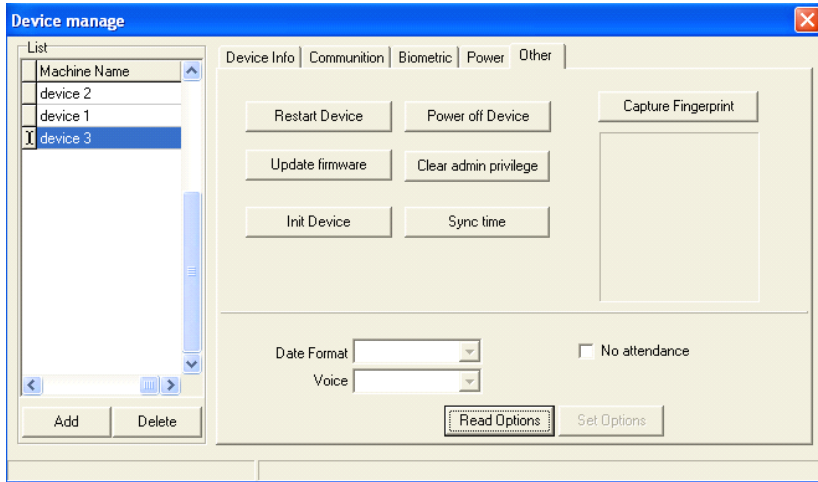 Device manage
List
Machine Name
device 2
device 1
device 3
Add Delete
Device Info Communition Biometric Power Other
Restart Device Power off Device Capture Fingerprint
Update firmware Clear admin privilege
Init Device Sync time
Date Format No attendance
Voice
Read Options Set Options